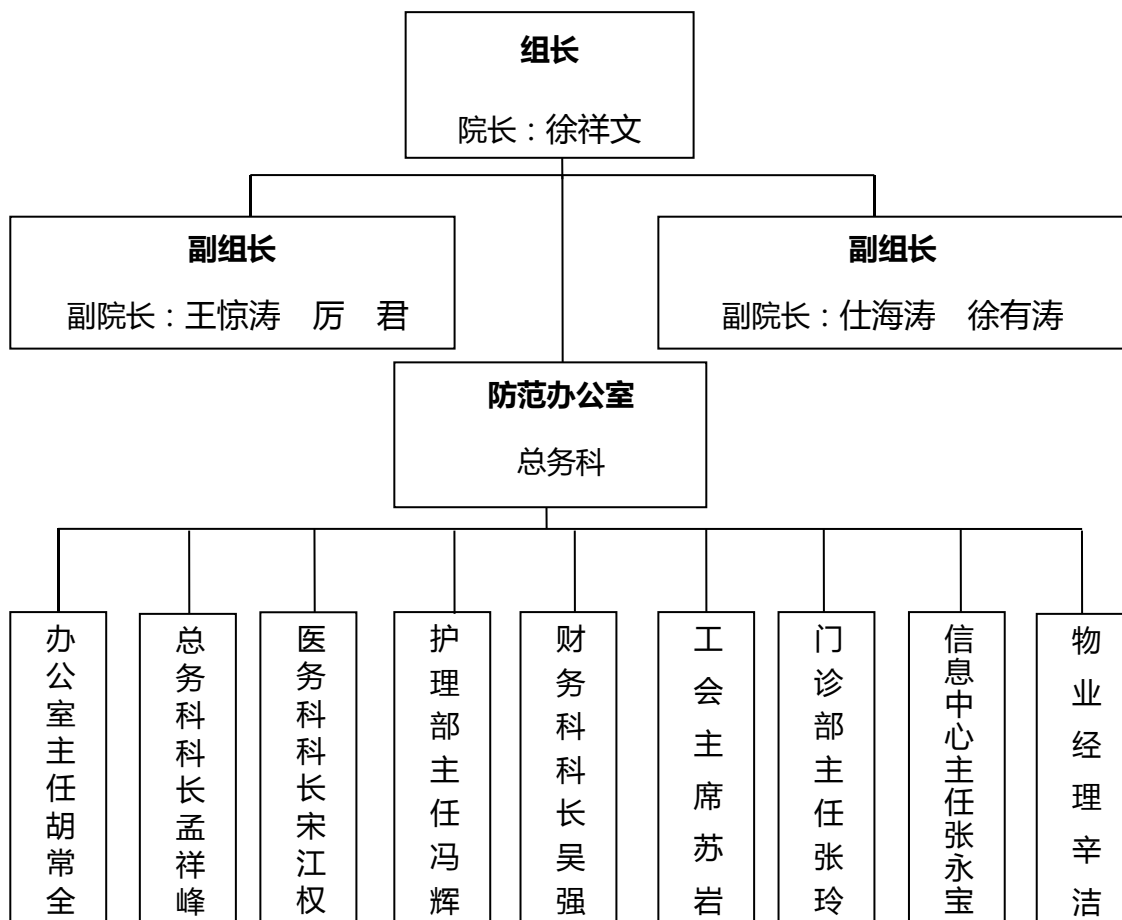 组长
院长：徐祥文
副组长
副院长：王惊涛 厉 君
副组长
副院长：仕海涛 徐有涛
防范办公室
总务科
办公室主任胡常全
总务科科长孟祥峰
医务科科长宋江权
护理部主任冯辉
财务科科长吴强
工会主席苏岩
门诊部主任张玲
信息中心主任张永宝
物业经理辛洁